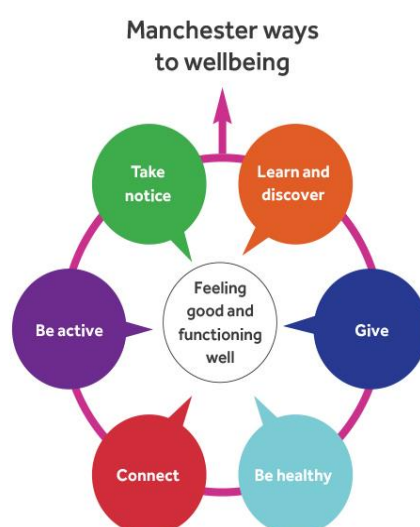 Manchester ways
to wellbeing
Take
notice
Learn and
discover
Feeling
good and
functioning
well
Be active
Give
Connect
Be healthy